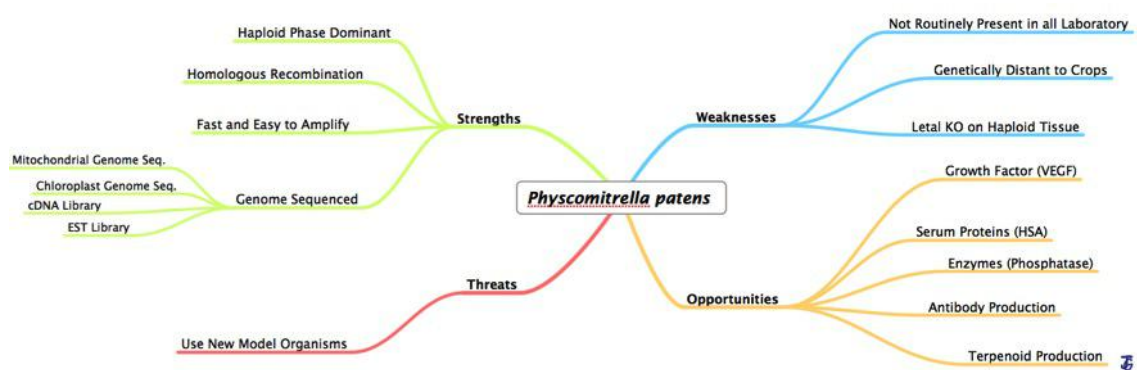 Physcomitrella patens
Strengths
Haploid Phase Dominant
Homologous Recombination
Fast and Easy to Amplify
Genome Sequenced
Mitochondrial Genome Seq.
Chloroplast Genome Seq.
cDNA Library
EST Library
Weaknesses
Not Routinely Present in all Laboratory
Genetically Distant to Crops
Letal KO on Haploid Tissue
Opportunities
Growth Factor (VEGF)
Serum Proteins (HSA)
Enzymes (Phosphatase)
Antibody Production
Terpenoid Production
Threats
Use New Model Organisms